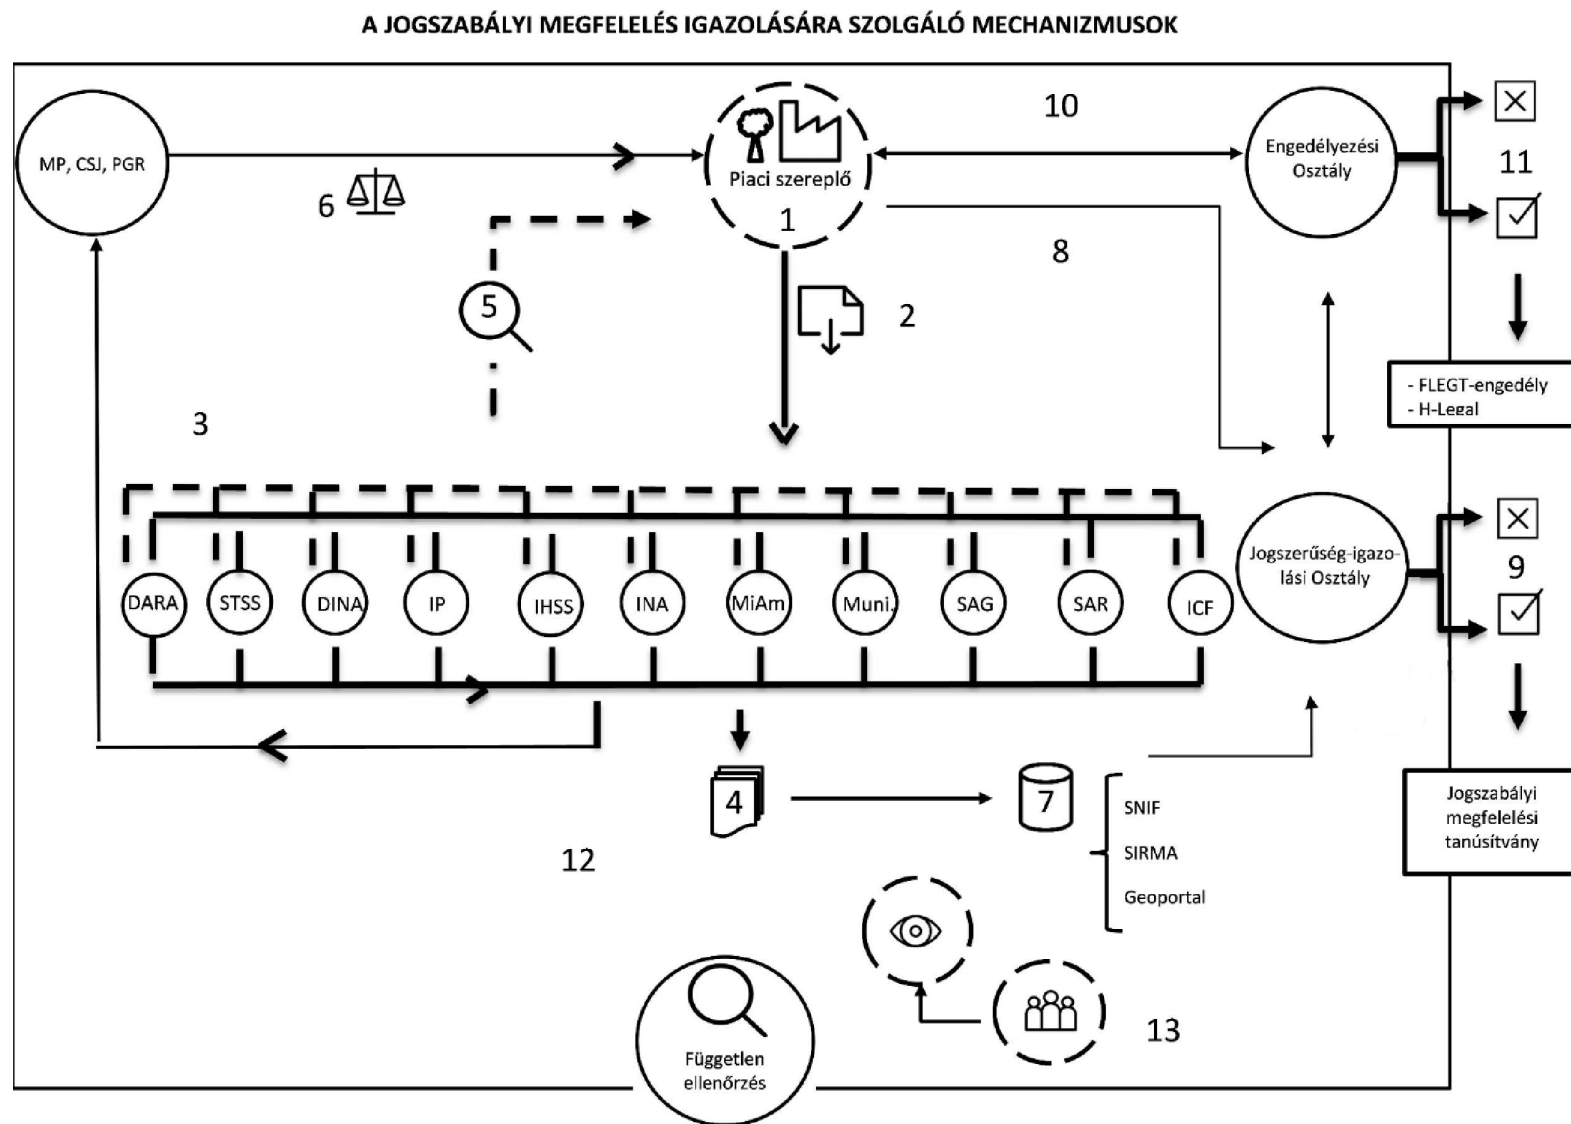 A JOGSZABÁLYI MEGFELELÉS IGAZOLÁSÁRA SZOLGÁLÓ MECHANIZMUSOK
MP, CSJ, PGR
6
Piaci szereplő
1
10
Engedélyezési
Osztály
11
8
5
2
- FLEGT-engedély
- H-Legal
3
DARA
STSS
DINA
IP
IHSS
INA
MiAm
Muni.
SAG
SAR
ICF
Jogszerűség-igazo-
lási Osztály
9
4
7
SNIF
SIRMA
Geoportal
Jogszabályi
megfelelési
tanúsítvány
12
13
Független
ellenőrzés